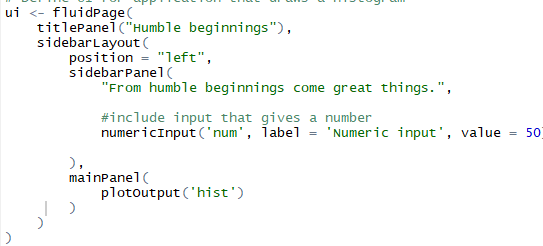 # Define UI for application that draws a histogram
ui <- fluidPage(
    titlePanel("Humble beginnings"),
    sidebarLayout(
        position = "left",
        sidebarPanel(
            "From humble beginnings come great things.",
            #include input that gives a number
            numericInput('num', label = 'Numeric input', value = 50)
        ),
        mainPanel(
            plotOutput('hist')
        )
    )
)